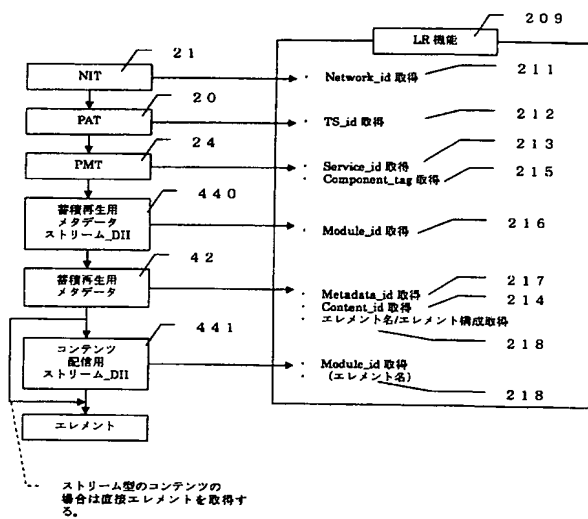 209
LR 機能
21
NIT
・ Network_id 取得
211
20
PAT
・ TS_id 取得
212
24
PMT
・ Service_id 取得
213
・ Component_tag 取得
215
440
蓄積再生用
メタデータ
ストリーム_DII
・ Module_id 取得
216
42
蓄積再生用
メタデータ
・ Metadata_id 取得
217
・ Content_id 取得
214
・ エレメント名/エレメント構成取得
218
441
コンテンツ
配信用
ストリーム_DII
・ Module_id 取得
・ (エレメント名)
218
エレメント
ストリーム型のコンテンツの
場合は直接エレメントを取得す
る。